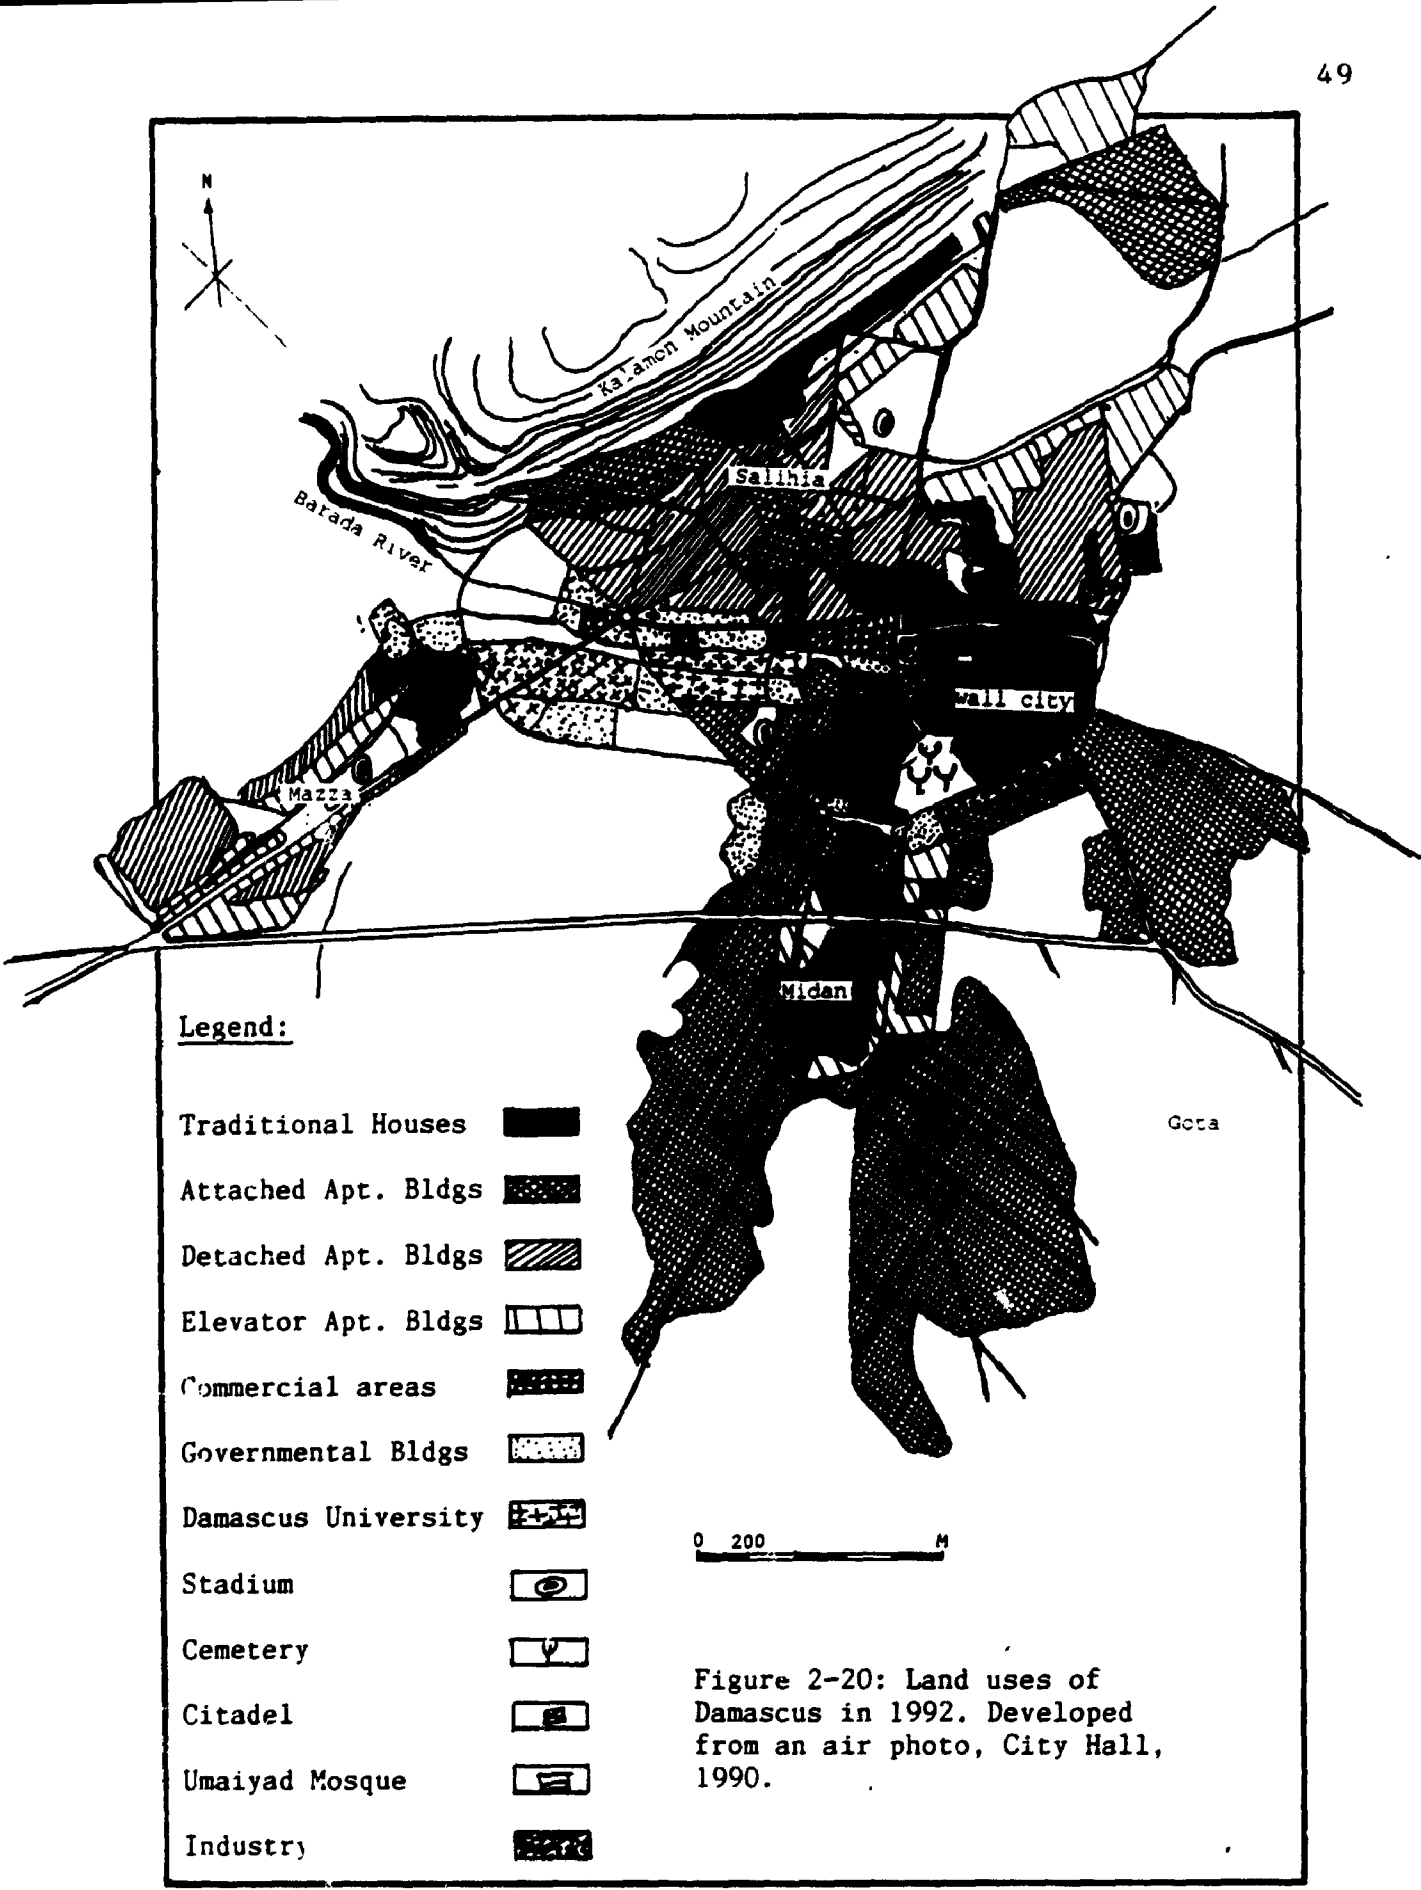 49
N
Kalamon Mountain
Salihia
Barada River
wall city
Mazza
Midan
Legend:
Gota
Traditional Houses
Attached Apt. Bldgs
Detached Apt. Bldgs
Elevator Apt. Bldgs
Commercial areas
Governmental Bldgs
Damascus University
0 200 M
Stadium
Cemetery
Figure 2-20: Land uses of
Damascus in 1992. Developed
from an air photo, City Hall,
1990.
Citadel
Umaiyad Mosque
Industry